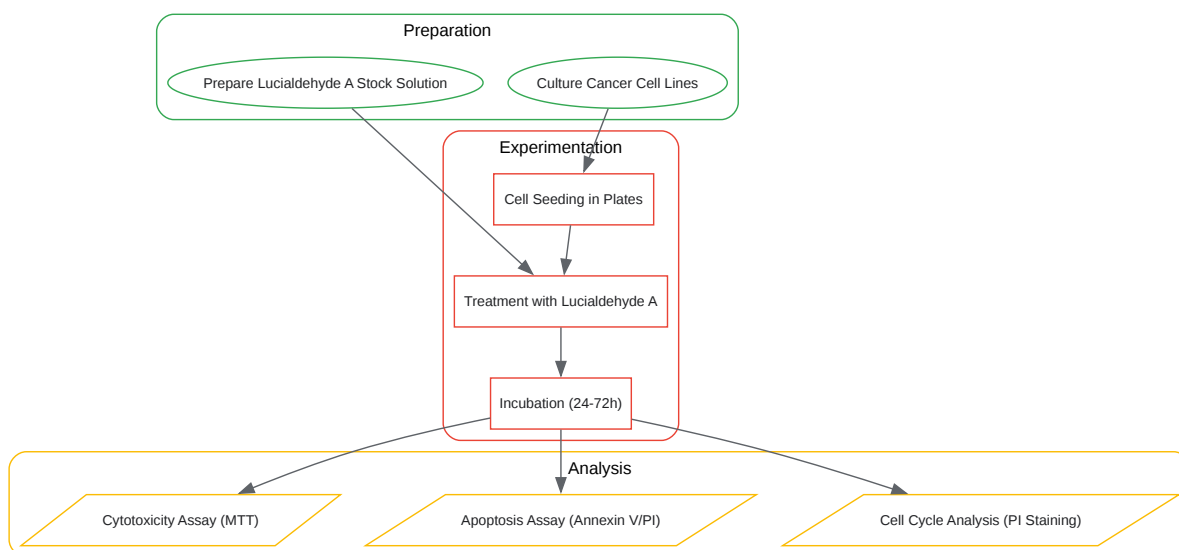 Preparation
Prepare Lucialdehyde A Stock Solution
Culture Cancer Cell Lines
Experimentation
Cell Seeding in Plates
Treatment with Lucialdehyde A
Incubation (24-72h)
Analysis
Cytotoxicity Assay (MTT)
Apoptosis Assay (Annexin V/PI)
Cell Cycle Analysis (PI Staining)